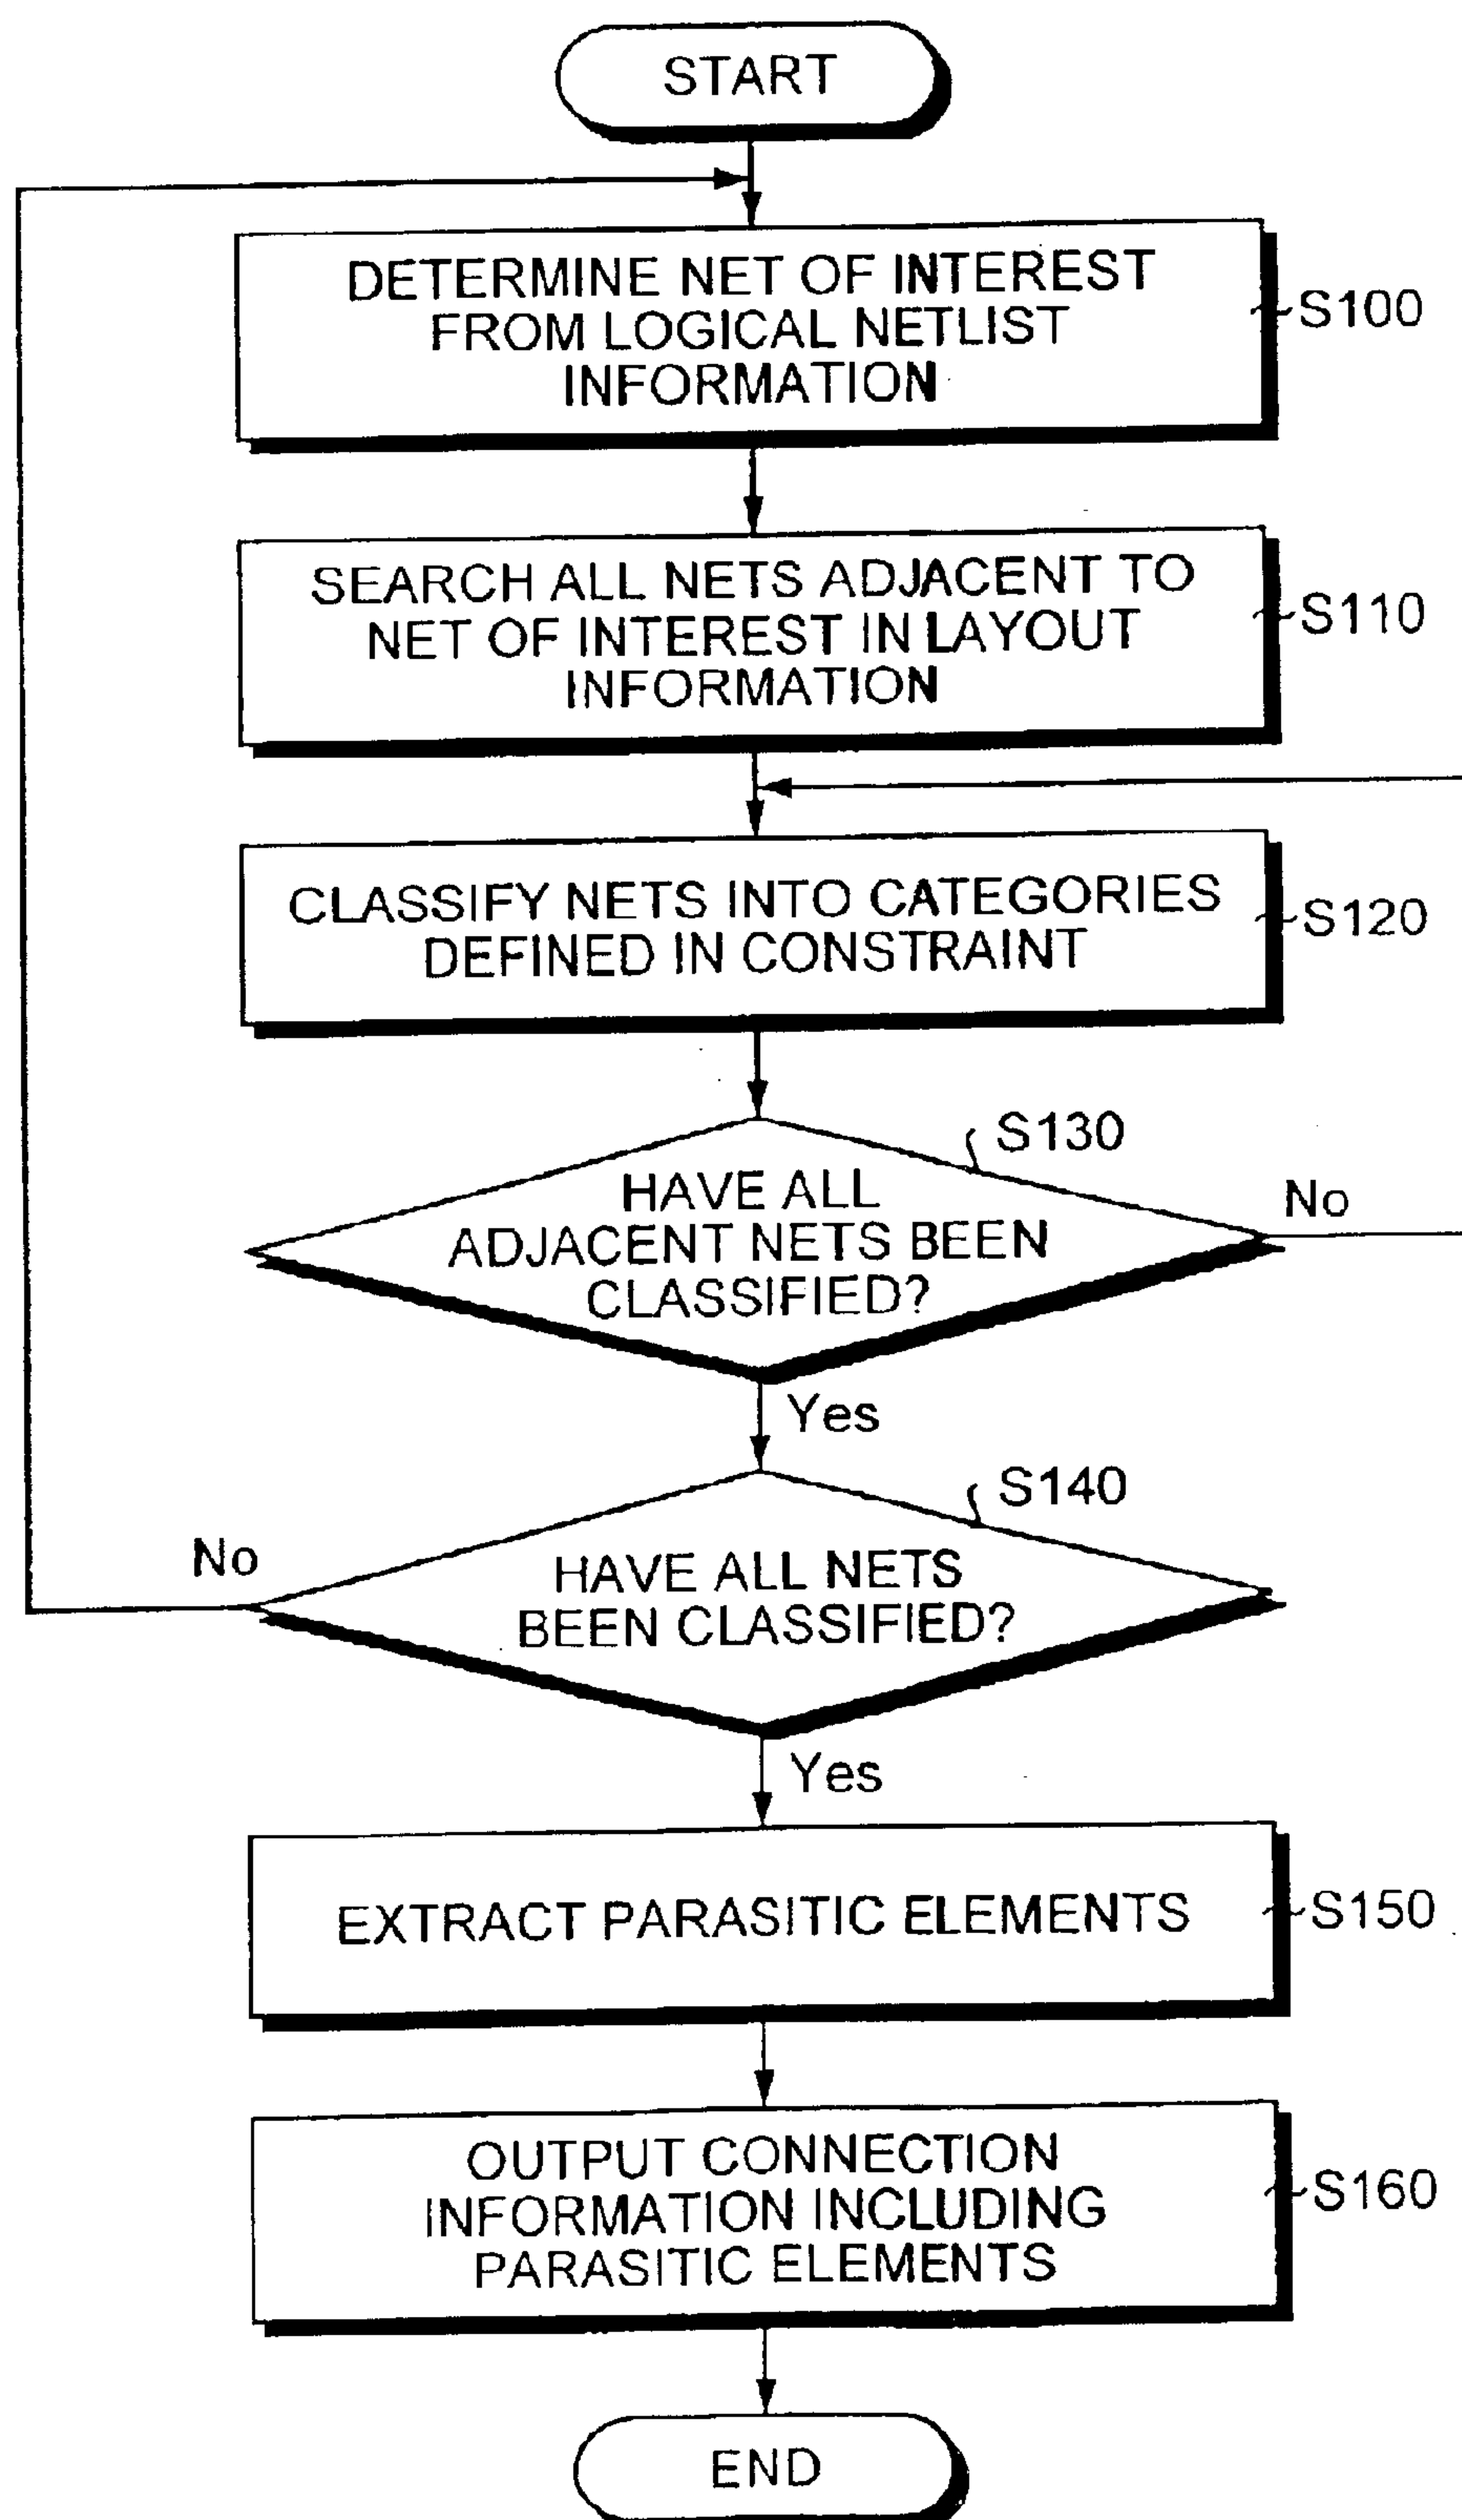 START
DETERMINE NET OF INTEREST
FROM LOGICAL NETLIST
INFORMATION
S100
SEARCH ALL NETS ADJACENT TO
NET OF INTEREST IN LAYOUT
INFORMATION
S110
CLASSIFY NETS INTO CATEGORIES
DEFINED IN CONSTRAINT
S120
S130
HAVE ALL
ADJACENT NETS BEEN
CLASSIFIED?
No
Yes
S140
No
HAVE ALL NETS
BEEN CLASSIFIED?
Yes
EXTRACT PARASITIC ELEMENTS
S150
OUTPUT CONNECTION
INFORMATION INCLUDING
PARASITIC ELEMENTS
S160
END